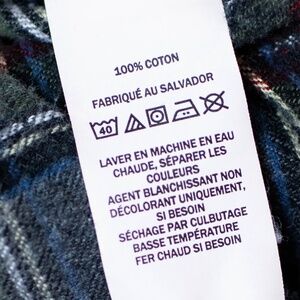 100% COTON
FABRIQUÉ AU SALVADOR
40
LAVER EN MACHINE EN EAU
CHAUDE, SÉPARER LES
COULEURS
AGENT BLANCHISSANT NON
DÉCOLORANT UNIQUEMENT,
SI BESOIN
SÉCHAGE PAR CULBUTAGE
BASSE TEMPÉRATURE
FER CHAUD SI BESOIN